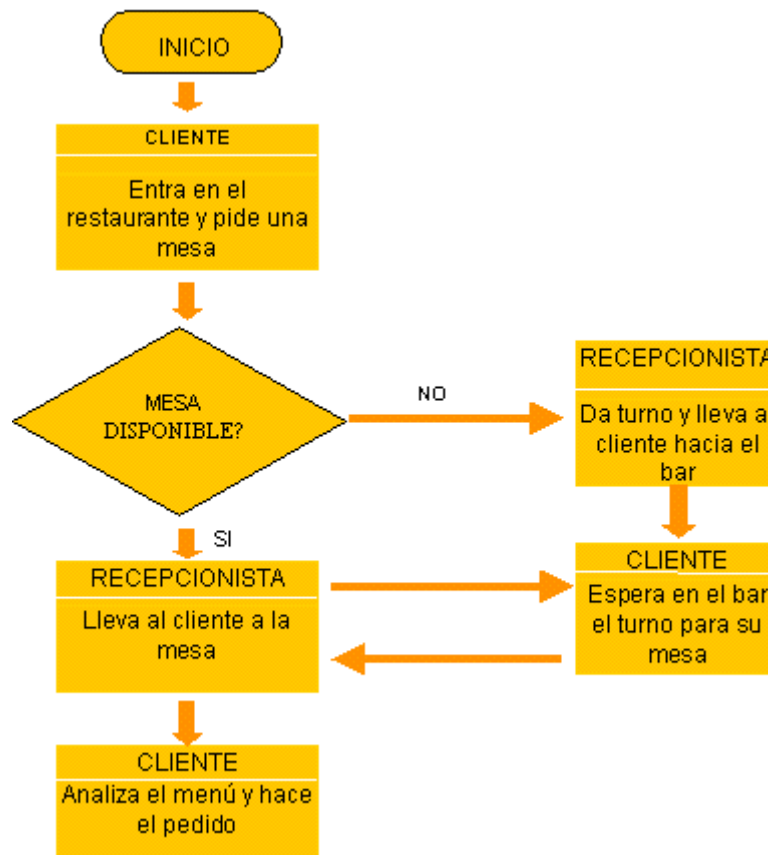 INICIO
CLIENTE
Entra en el
restaurante y pide una
mesa
MESA
DISPONIBLE?
NO
RECEPCIONISTA
Da turno y lleva a
cliente hacia el
bar
SI
RECEPCIONISTA
Lleva al cliente a la
mesa
CLIENTE
Espera en el bar
el turno para su
mesa
CLIENTE
Analiza el menú y hace
el pedido